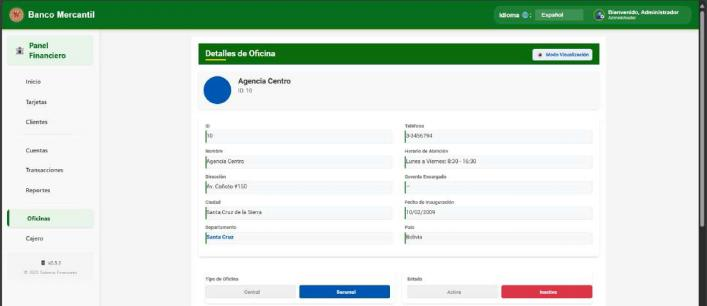 Banco Mercantil
Idioma : Español
Bienvenido, Administrador
Administrador
Panel
Financiero
Inicio
Tarjetas
Clientes
Cuentas
Transacciones
Reportes
Oficinas
Cajero
v2.5.2
© 2025 Sistema Financiero
Detalles de Oficina
Modo Visualización
Agencia Centro
ID: 10
ID
10
Teléfono
3-3456794
Nombre
Agencia Centro
Horario de Atención
Lunes a Viernes: 8:30 - 16:30
Dirección
Av. Cañoto #150
Gerente Encargado
--
Ciudad
Santa Cruz de la Sierra
Fecha de Inauguración
10/02/2009
Departamento
Santa Cruz
País
Bolivia
Tipo de Oficina
Central
Sucursal
Estado
Activa
Inactiva